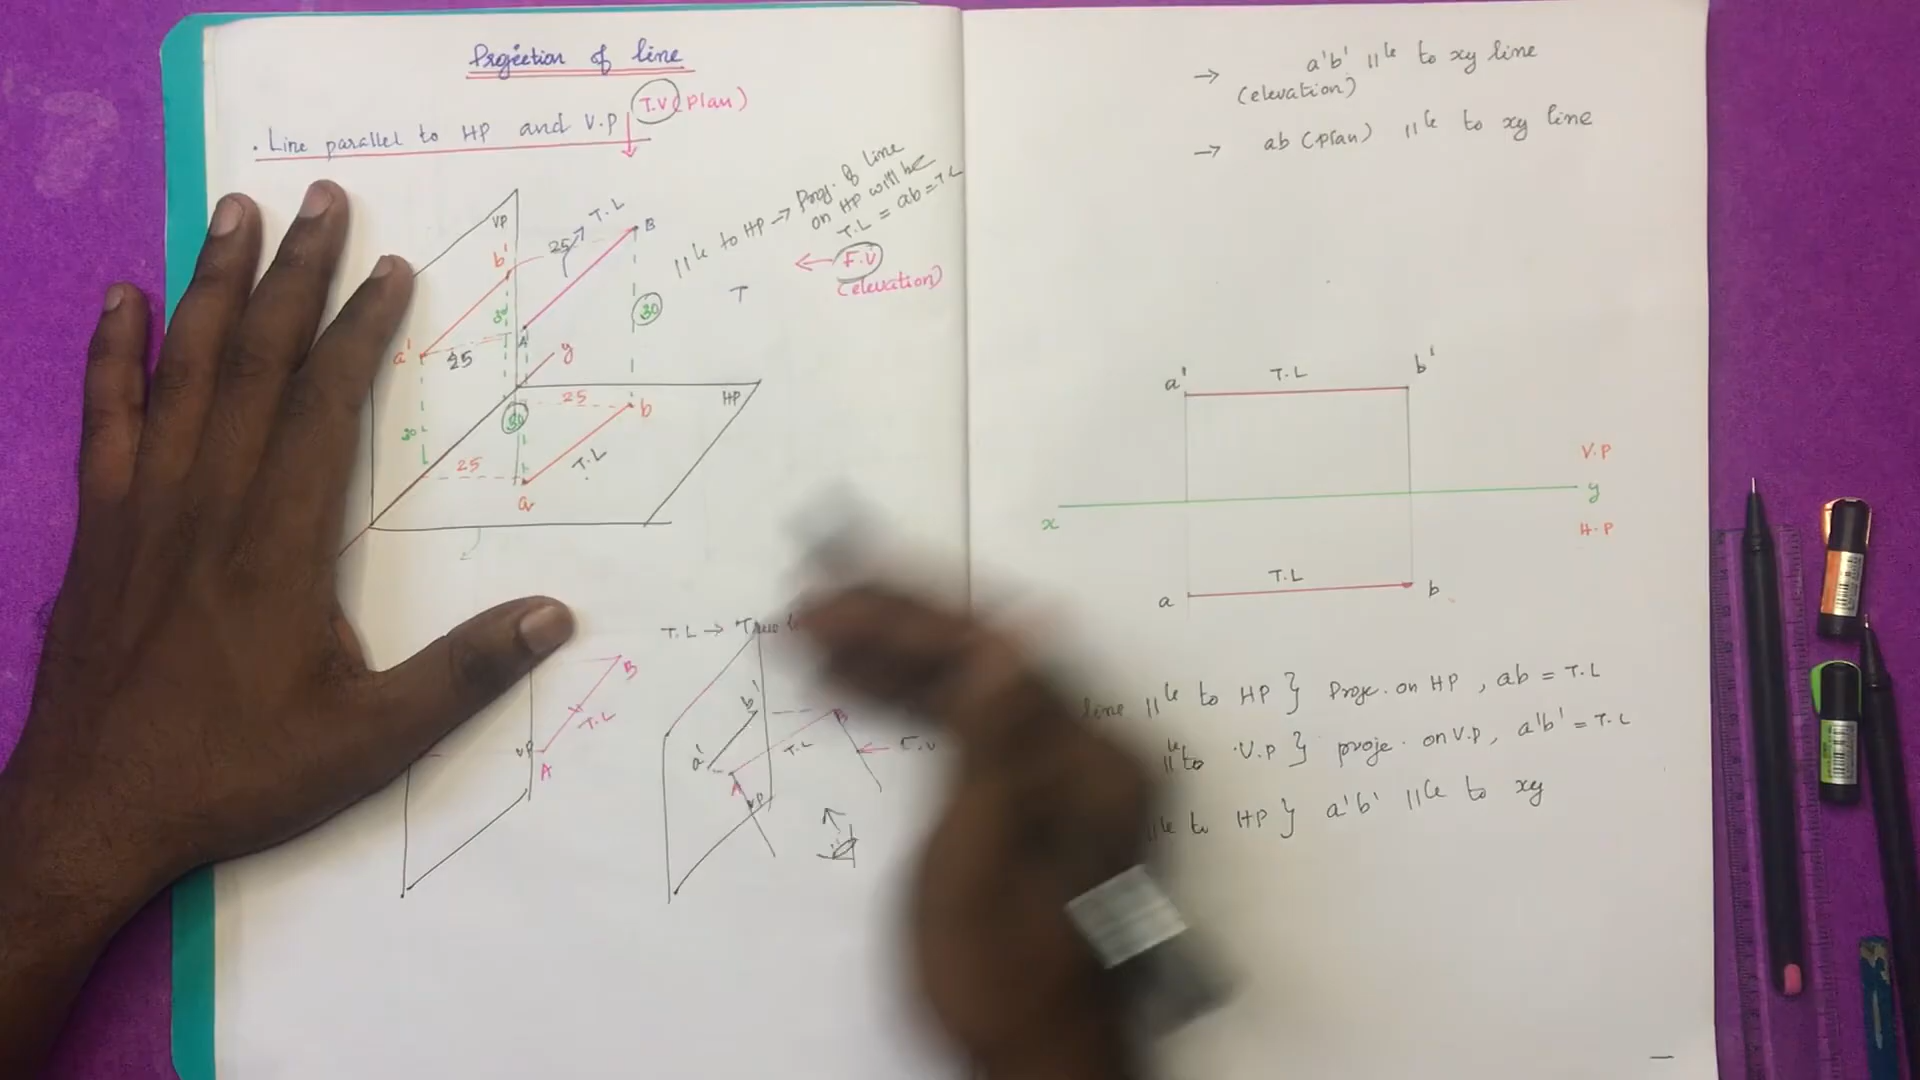 Projection of line
T.V (Plan)
. Line parallel to HP and V.P
VP
T.L
b'
25
B
||le to HP → Proj. of line
on HP will be
T.L = ab = T.L
F.V
(elevation)
T
30
30
A
a'
25
y
25
HP
b
30
30
25
T.L
a
T.L → True
B
T.L
VP
A
b'
a'
B
T.L
A
VP
F.V
→ a'b' ||le to xy line
(elevation)
→ ab (plan) ||le to xy line
a'
T.L
b'
V.P
x
y
H.P
T.L
a
b
line ||le to HP } Proje. on HP, ab = T.L
||le to V.P } proje. on V.P, a'b' = T.L
||le to HP } a'b' ||le to xy